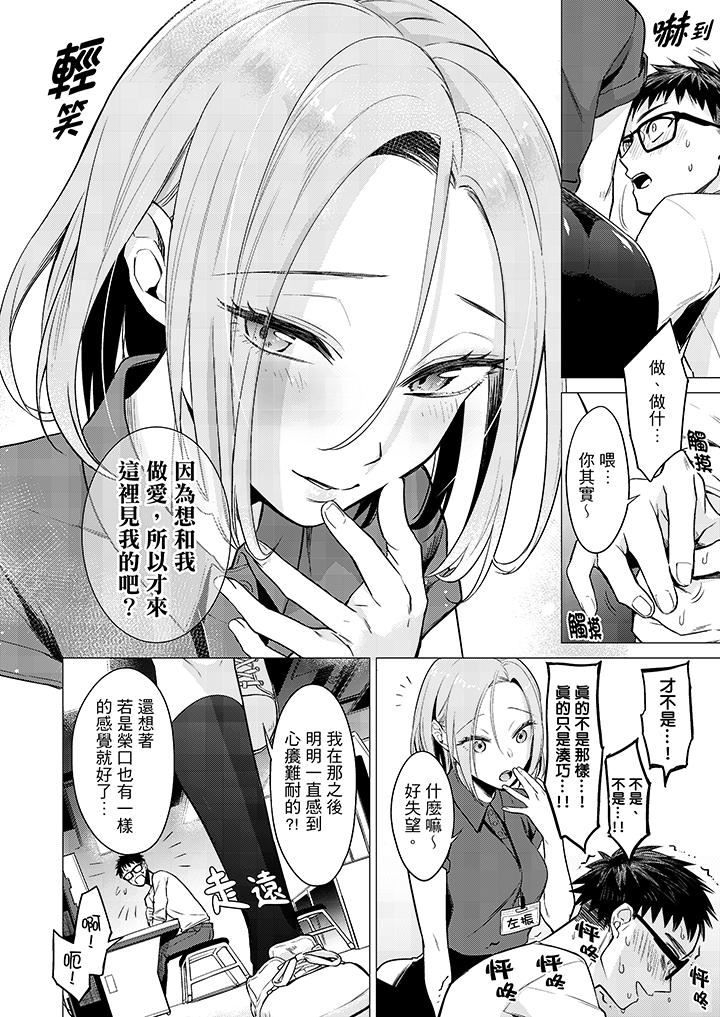 嚇到
做、做什…
觸摸
喂…
你其實～
觸摸
輕笑
因為想和我
做愛，所以才來
這裡見我的吧？
才不是…！
不是、
不是…!!
真的不是那樣…！
真的只是湊巧…!!
什麼嘛～
好失望。
左振
怦咚
怦咚
怦咚
怦咚
我在那之後
明明一直感到
心癢難耐的?!
還想著
若是榮口也有一樣
的感覺就好了…
走遠
啊！
呃！